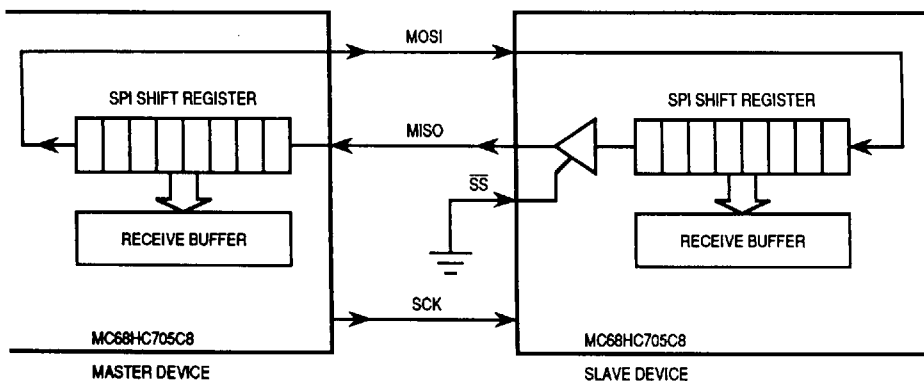 MOSI
SPI SHIFT REGISTER
SPI SHIFT REGISTER
MISO
SS
RECEIVE BUFFER
RECEIVE BUFFER
SCK
MC68HC705C8
MC68HC705C8
MASTER DEVICE
SLAVE DEVICE